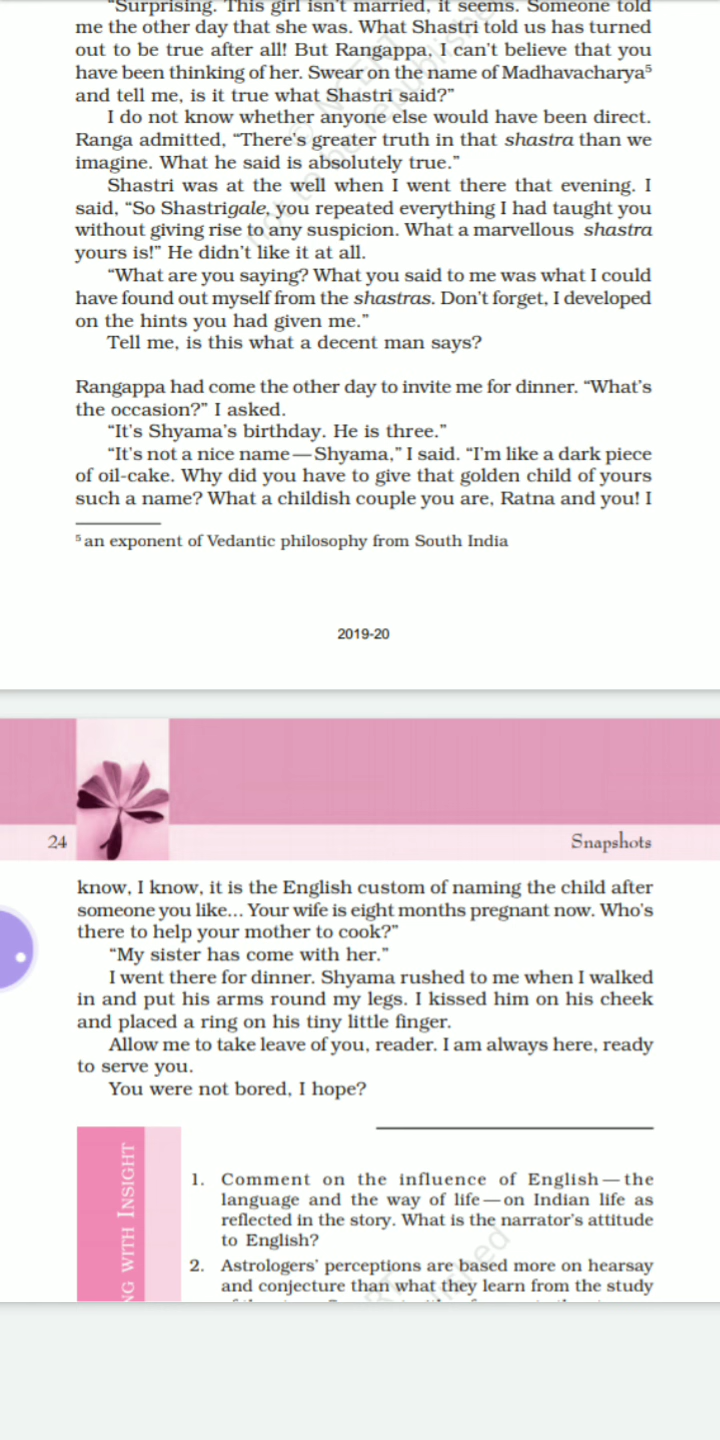 “Surprising. This girl isn’t married, it seems. Someone told
me the other day that she was. What Shastri told us has turned
out to be true after all! But Rangappa, I can’t believe that you
have been thinking of her. Swear on the name of Madhavacharya⁵
and tell me, is it true what Shastri said?”
I do not know whether anyone else would have been direct.
Ranga admitted, “There’s greater truth in that shastra than we
imagine. What he said is absolutely true.”
Shastri was at the well when I went there that evening. I
said, “So Shastrigale, you repeated everything I had taught you
without giving rise to any suspicion. What a marvellous shastra
yours is!” He didn’t like it at all.
“What are you saying? What you said to me was what I could
have found out myself from the shastras. Don’t forget, I developed
on the hints you had given me.”
Tell me, is this what a decent man says?
Rangappa had come the other day to invite me for dinner. “What’s
the occasion?” I asked.
“It’s Shyama’s birthday. He is three.”
“It’s not a nice name — Shyama,” I said. “I’m like a dark piece
of oil-cake. Why did you have to give that golden child of yours
such a name? What a childish couple you are, Ratna and you! I
⁵ an exponent of Vedantic philosophy from South India
2019-20
24
Snapshots
know, I know, it is the English custom of naming the child after
someone you like... Your wife is eight months pregnant now. Who’s
there to help your mother to cook?”
“My sister has come with her.”
I went there for dinner. Shyama rushed to me when I walked
in and put his arms round my legs. I kissed him on his cheek
and placed a ring on his tiny little finger.
Allow me to take leave of you, reader. I am always here, ready
to serve you.
You were not bored, I hope?
NG WITH INSIGHT
1. Comment on the influence of English — the
language and the way of life — on Indian life as
reflected in the story. What is the narrator’s attitude
to English?
2. Astrologers’ perceptions are based more on hearsay
and conjecture than what they learn from the study